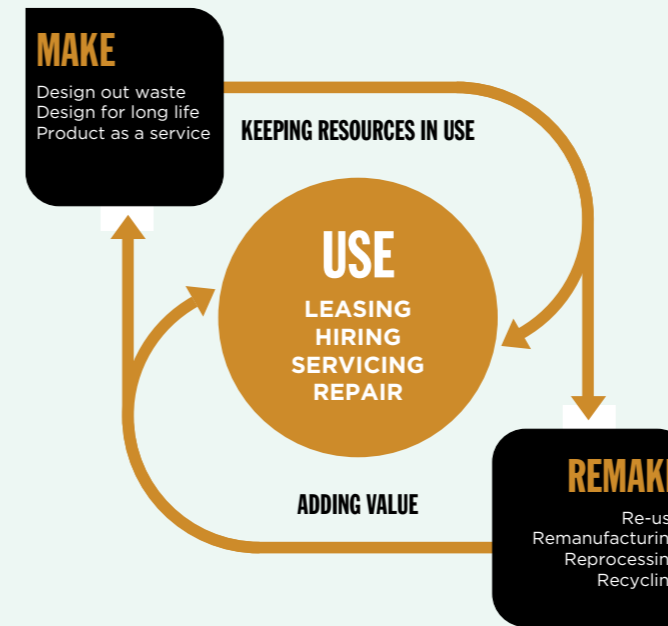 MAKE
Design out waste
Design for long life
Product as a service
KEEPING RESOURCES IN USE
USE
LEASING
HIRING
SERVICING
REPAIR
ADDING VALUE
REMAK
Re-us
Remanufacturin
Reprocessin
Recyclin